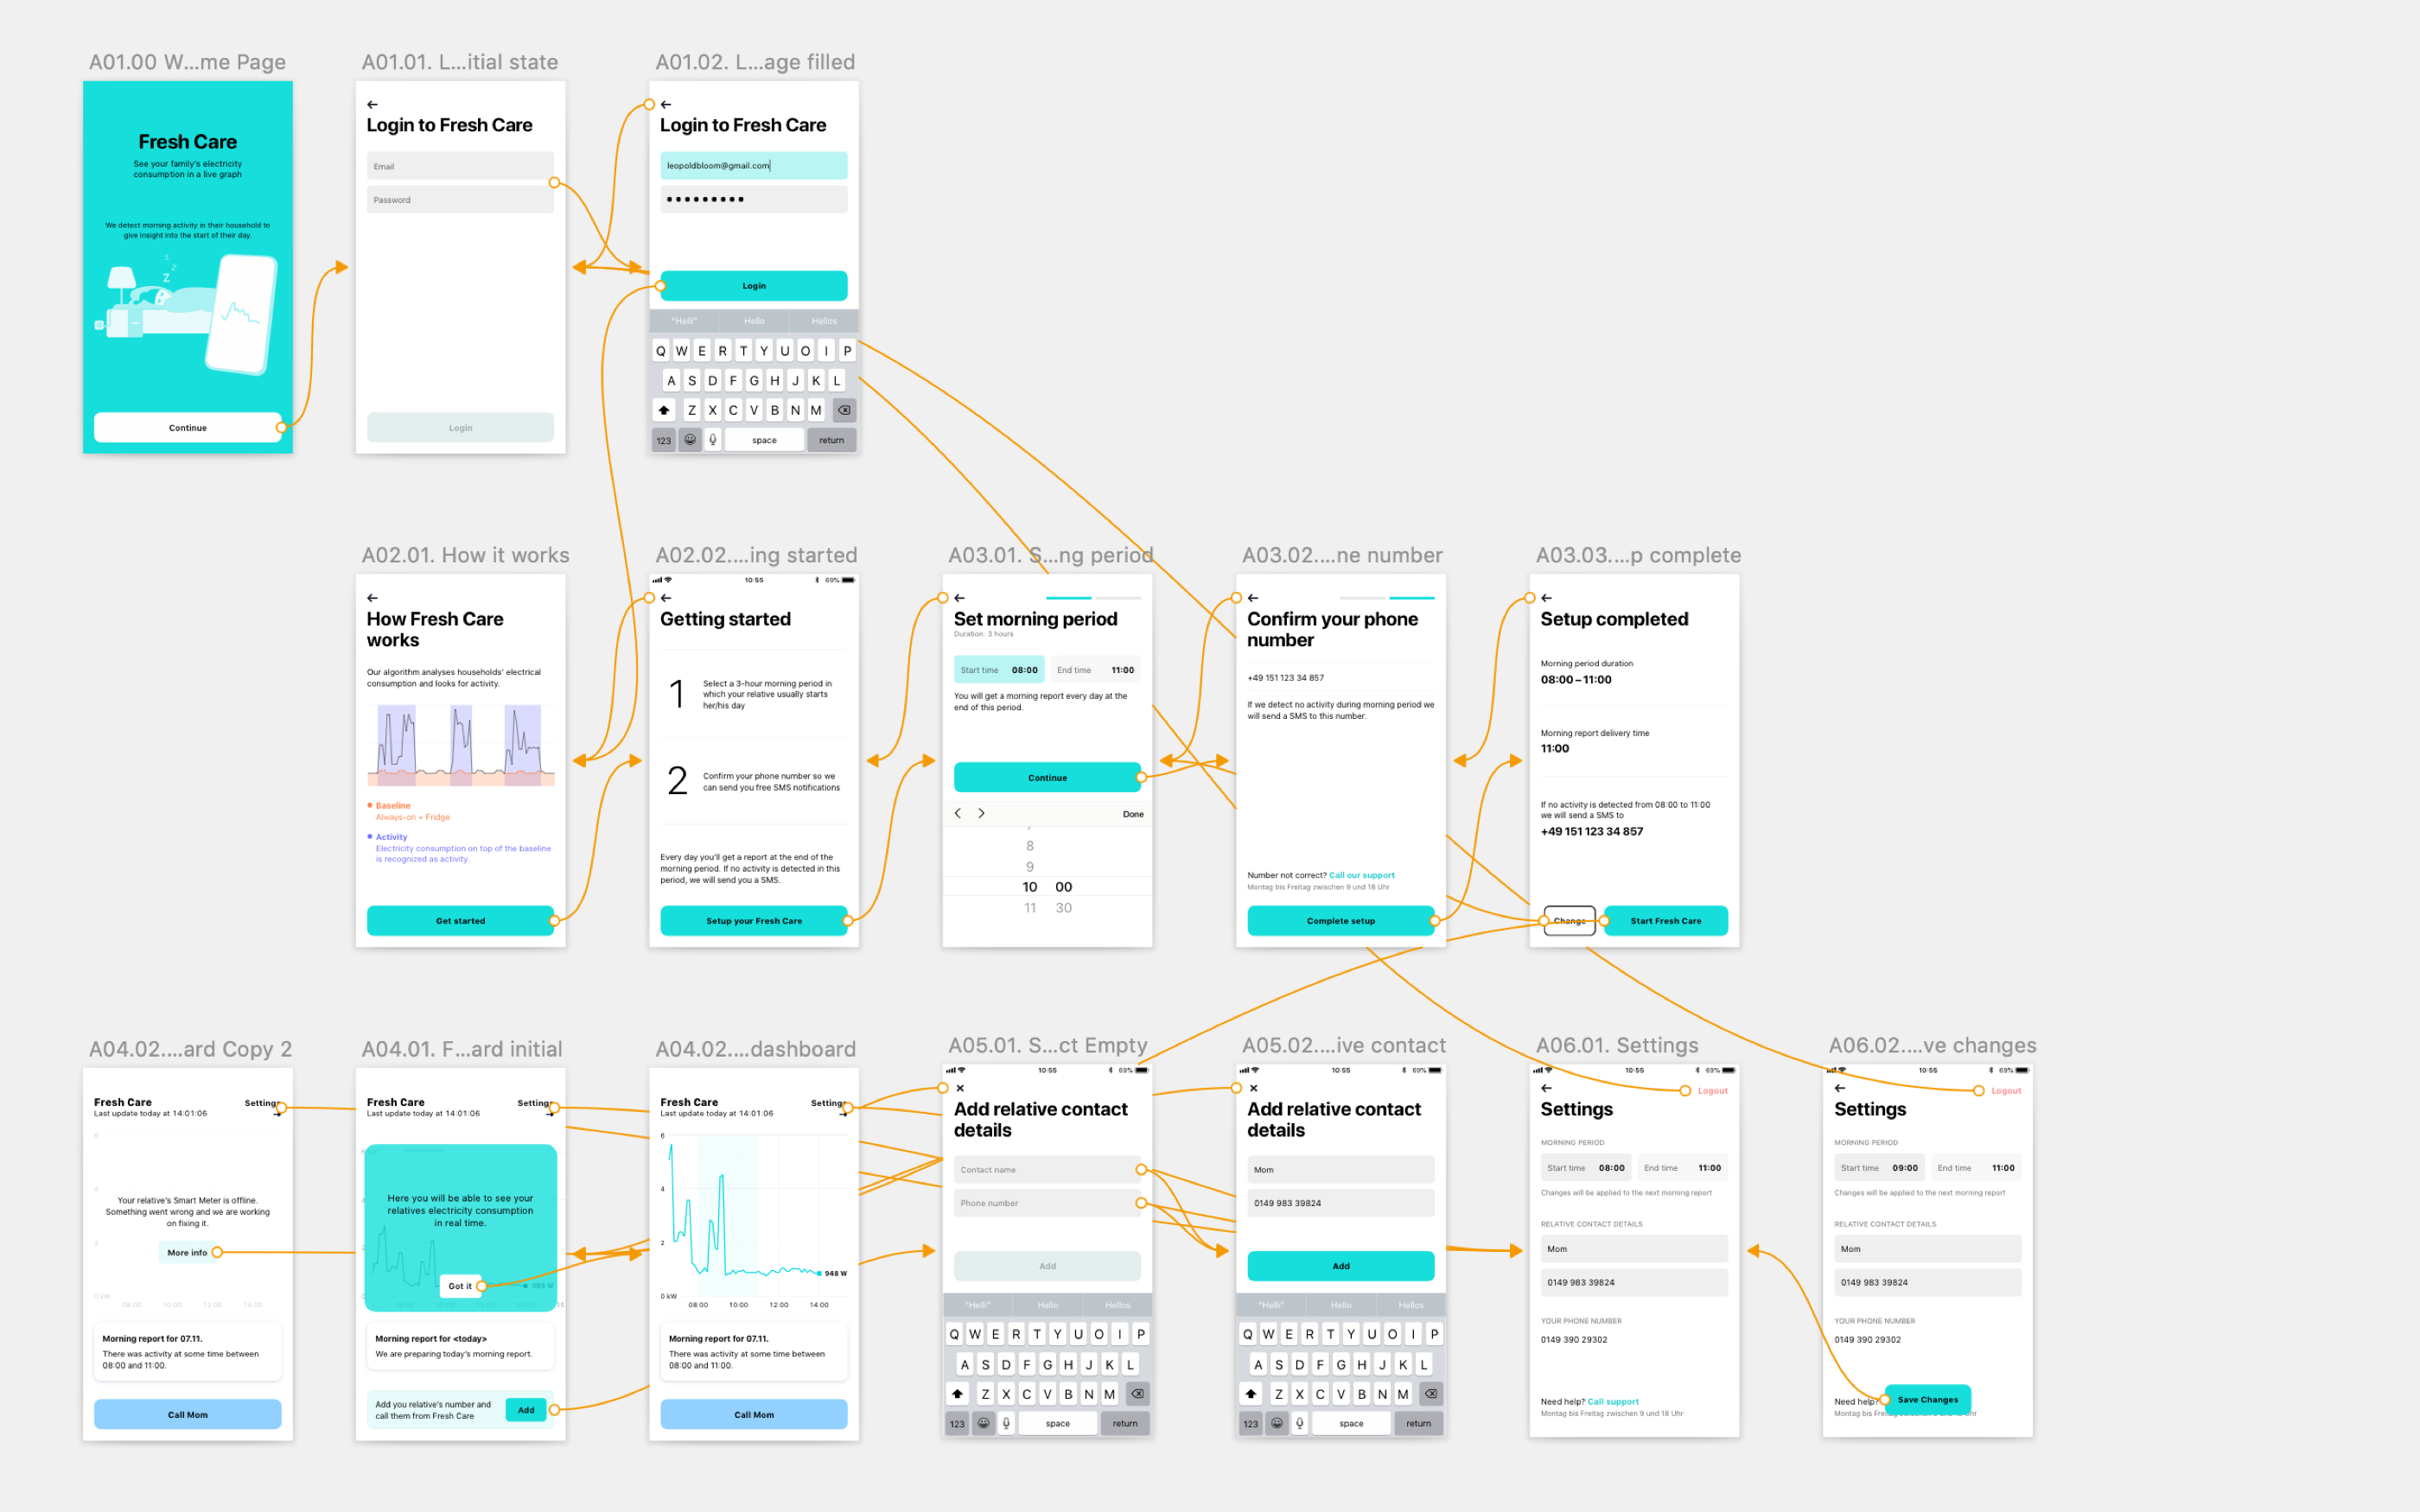 A01.00 W...me Page
Fresh Care
See your family's electricity
consumption in a live graph
We detect morning activity in their household to
give insight into the start of their day.
z
z
Z
Continue
A01.01. L...itial state
Login to Fresh Care
Email
Password
Login
A01.02. L...age filled
Login to Fresh Care
leopoldbloom@gmail.com
Login
"Helli" Hello Hellos
Q W E R T Y U O I P
A S D F G H J K L
Z X C V B N M
123 space return
A02.01. How it works
How Fresh Care
works
Our algorithm analyses households' electrical
consumption and looks for activity.
Baseline
Always-on + Fridge
Activity
Electricity consumption on top of the baseline
is recognized as activity.
Get started
A02.02....ing started
10:55 69%
Getting started
1
Select a 3-hour morning period in
which your relative usually starts
her/his day
2
Confirm your phone number so we
can send you free SMS notifications
Every day you'll get a report at the end of the
morning period. If no activity is detected in this
period, we will send you a SMS.
Setup your Fresh Care
A03.01. S...ng period
Set morning period
Duration: 3 hours
Start time 08:00 End time 11:00
You will get a morning report every day at the
end of this period.
Continue
Done
8
9
10 00
11 30
A03.02....ne number
Confirm your phone
number
+49 151 123 34 857
If we detect no activity during morning period we
will send a SMS to this number.
Number not correct? Call our support
Montag bis Freitag zwischen 9 und 18 Uhr
Complete setup
A03.03....p complete
Setup completed
Morning period duration
08:00 – 11:00
Morning report delivery time
11:00
If no activity is detected from 08:00 to 11:00
we will send a SMS to
+49 151 123 34 857
Change Start Fresh Care
A04.02....ard Copy 2
Fresh Care Settings
Last update today at 14:01:06
6
4
Your relative's Smart Meter is offline.
Something went wrong and we are working
on fixing it.
2
More info
0 kW
08:00 10:00 12:00 14:00
Morning report for 07.11.
There was activity at some time between
08:00 and 11:00.
Call Mom
A04.01. F...ard initial
Fresh Care Settings
Last update today at 14:01:06
Here you will be able to see your
relatives electricity consumption
in real time.
Got it
Morning report for <today>
We are preparing today's morning report.
Add you relative's number and
call them from Fresh Care
Add
A04.02....dashboard
Fresh Care Settings
Last update today at 14:01:06
6
4
2
948 W
0 kW
08:00 10:00 12:00 14:00
Morning report for 07.11.
There was activity at some time between
08:00 and 11:00.
Call Mom
A05.01. S...ct Empty
10:55 69%
Add relative contact
details
Contact name
Phone number
Add
"Helli" Hello Hellos
Q W E R T Y U O I P
A S D F G H J K L
Z X C V B N M
123 space return
A05.02....ive contact
10:55 69%
Add relative contact
details
Mom
0149 983 39824
Add
"Helli" Hello Hellos
Q W E R T Y U O I P
A S D F G H J K L
Z X C V B N M
123 space return
A06.01. Settings
10:55 69%
Logout
Settings
MORNING PERIOD
Start time 08:00 End time 11:00
Changes will be applied to the next morning report
RELATIVE CONTACT DETAILS
Mom
0149 983 39824
YOUR PHONE NUMBER
0149 390 29302
Need help? Call support
Montag bis Freitag zwischen 9 und 18 Uhr
A06.02....ve changes
10:55 69%
Logout
Settings
MORNING PERIOD
Start time 09:00 End time 11:00
Changes will be applied to the next morning report
RELATIVE CONTACT DETAILS
Mom
0149 983 39824
YOUR PHONE NUMBER
0149 390 29302
Save Changes
Need help?
Montag bis